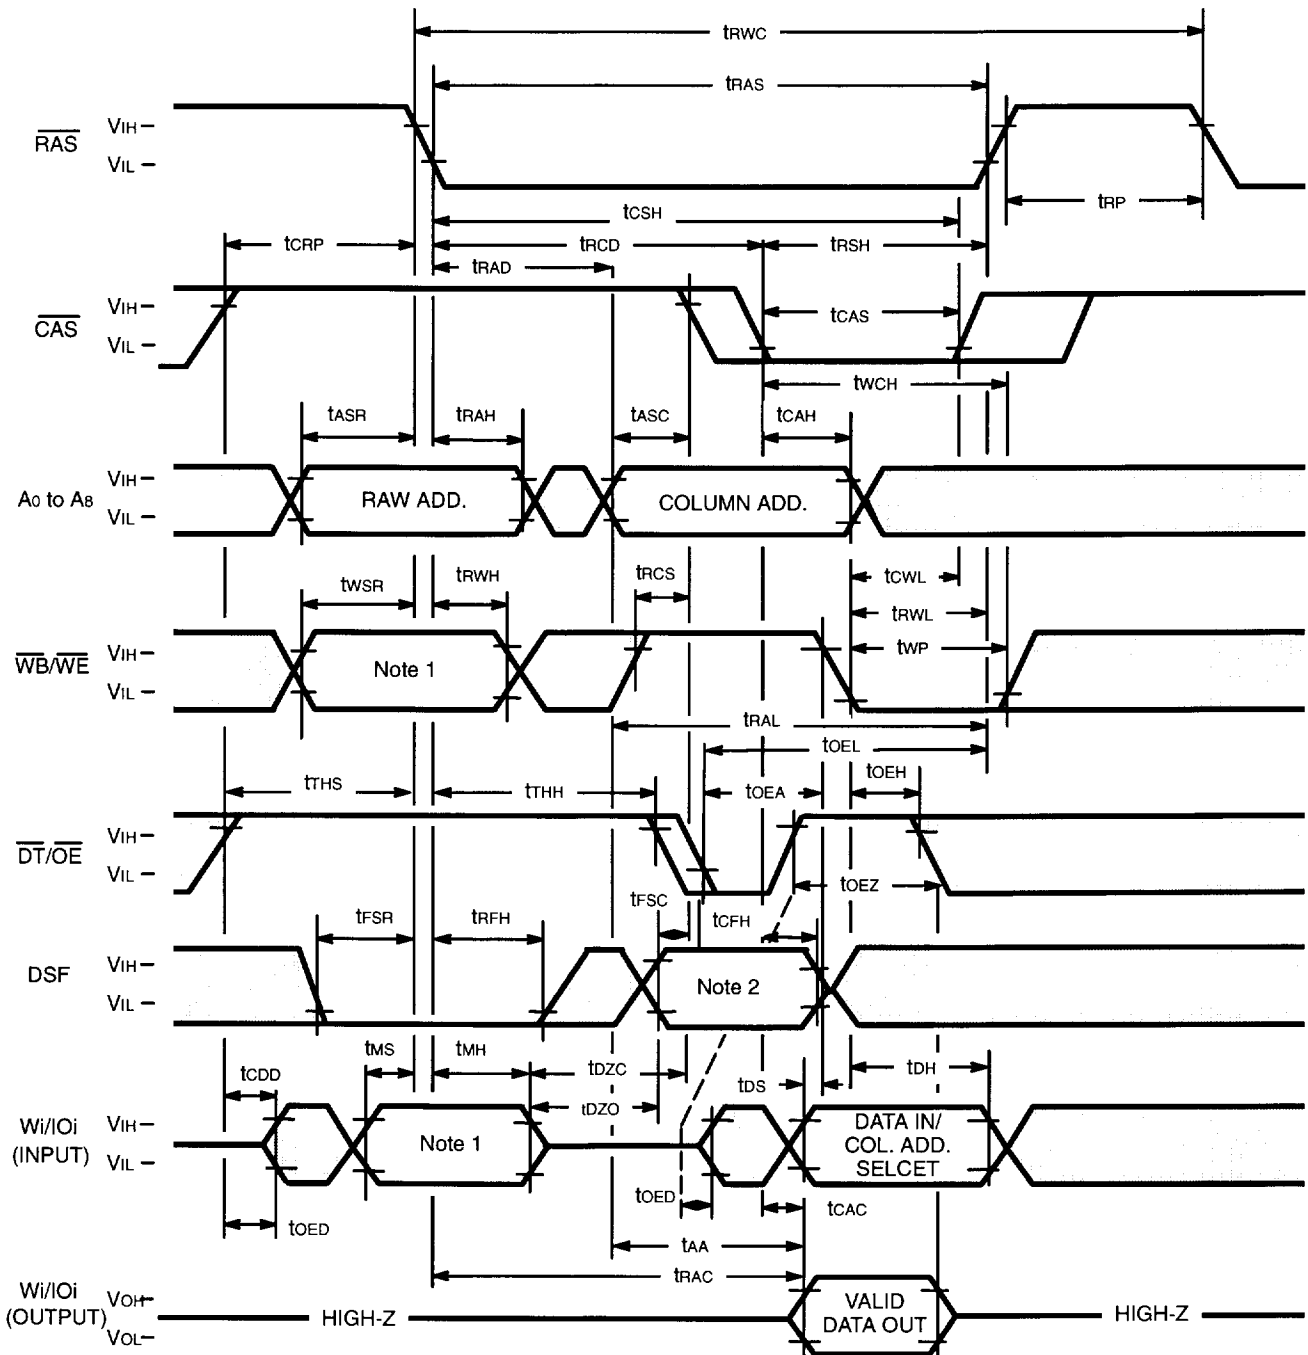 tRWC
tRAS
RAS
VIH
VIL
tRP
tCSH
tCRP
tRCD
tRSH
tRAD
CAS
VIH
VIL
tCAS
tWCH
tASR
tRAH
tASC
tCAH
A0 to A8
VIH
VIL
RAW ADD.
COLUMN ADD.
tWSR
tRWH
tRCS
tCWL
tRWL
tWP
WB/WE
VIH
VIL
Note 1
tRAL
tOEL
tTHS
tTHH
tOEA
tOEH
DT/OE
VIH
VIL
tOEZ
tFSR
tRFH
tFSC
tCFH
DSF
VIH
VIL
Note 2
tCDD
tMS
tMH
tDZC
tDS
tDH
tDZO
Wi/IOi
(INPUT)
VIH
VIL
Note 1
DATA IN/
COL. ADD.
SELCET
tOED
tOED
tCAC
tAA
tRAC
Wi/IOi
(OUTPUT)
VOH
VOL
HIGH-Z
VALID
DATA OUT
HIGH-Z